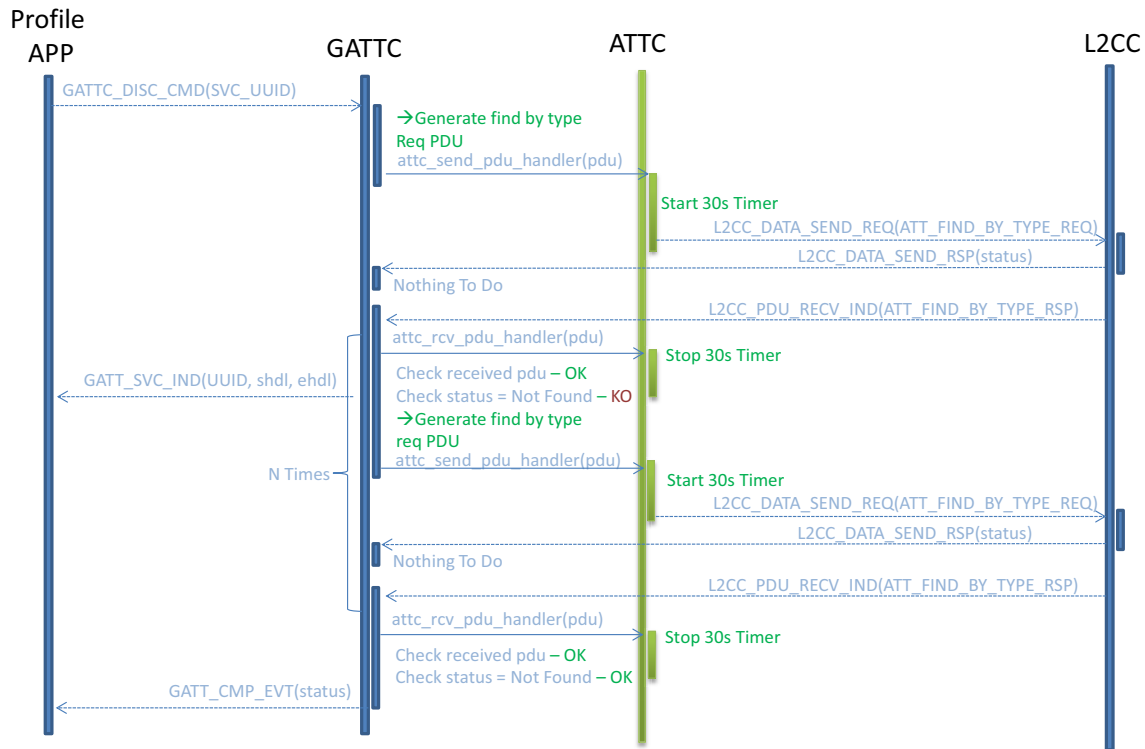 Profile
APP
GATTC
ATTC
L2CC
GATTC_DISC_CMD(SVC_UUID)
→Generate find by type
Req PDU
attc_send_pdu_handler(pdu)
Start 30s Timer
L2CC_DATA_SEND_REQ(ATT_FIND_BY_TYPE_REQ)
L2CC_DATA_SEND_RSP(status)
Nothing To Do
L2CC_PDU_RECV_IND(ATT_FIND_BY_TYPE_RSP)
attc_rcv_pdu_handler(pdu)
Stop 30s Timer
GATT_SVC_IND(UUID, shdl, ehdl)
Check received pdu – OK
Check status = Not Found – KO
→Generate find by type
req PDU
attc_send_pdu_handler(pdu)
N Times
Start 30s Timer
L2CC_DATA_SEND_REQ(ATT_FIND_BY_TYPE_REQ)
L2CC_DATA_SEND_RSP(status)
Nothing To Do
L2CC_PDU_RECV_IND(ATT_FIND_BY_TYPE_RSP)
attc_rcv_pdu_handler(pdu)
Stop 30s Timer
Check received pdu – OK
Check status = Not Found – OK
GATT_CMP_EVT(status)